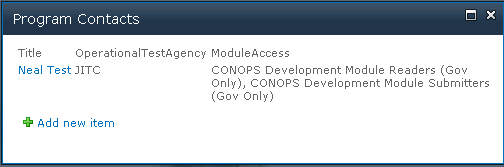 Program Contacts
Title OperationalTestAgency ModuleAccess
Neal Test JITC CONOPS Development Module Readers (Gov
Only), CONOPS Development Module Submitters
(Gov Only)
Add new item